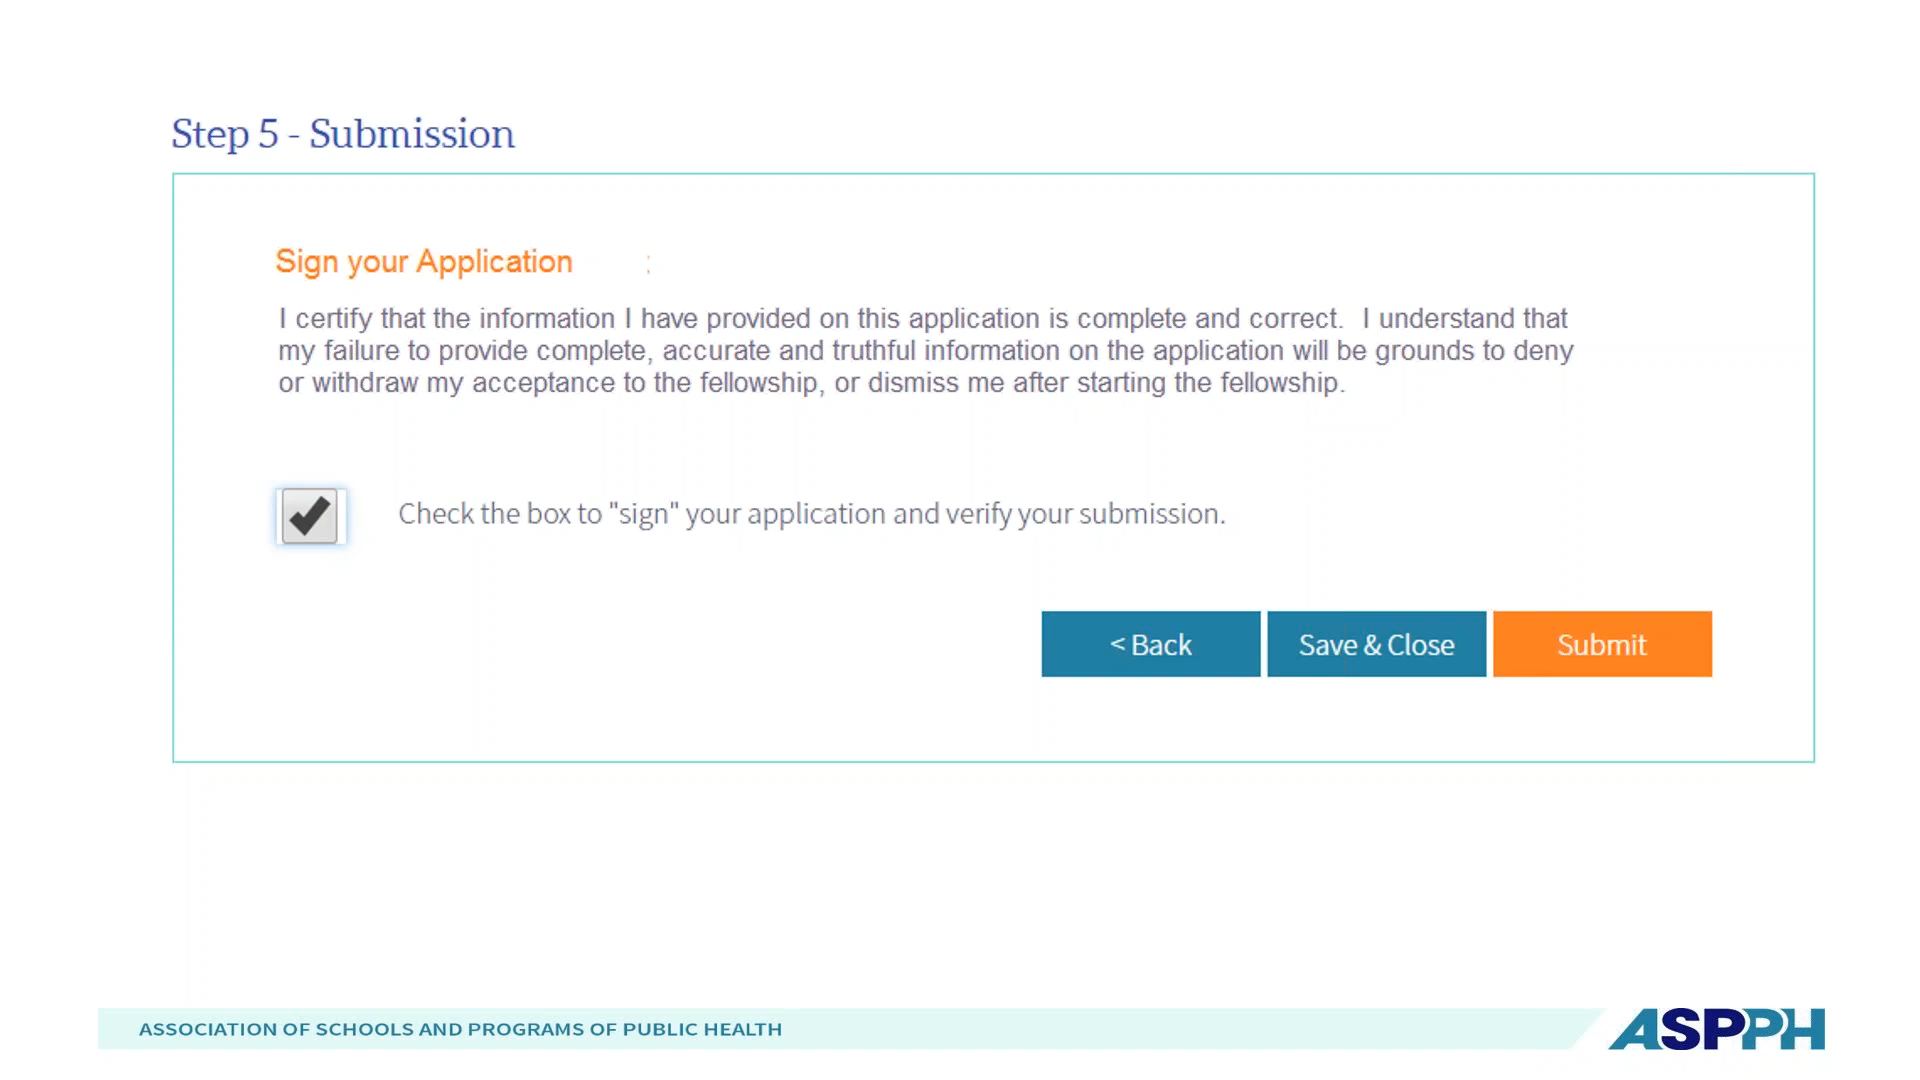 Step 5 - Submission
Sign your Application :
I certify that the information I have provided on this application is complete and correct.  I understand that
my failure to provide complete, accurate and truthful information on the application will be grounds to deny
or withdraw my acceptance to the fellowship, or dismiss me after starting the fellowship.
Check the box to "sign" your application and verify your submission.
< Back
Save & Close
Submit
ASSOCIATION OF SCHOOLS AND PROGRAMS OF PUBLIC HEALTH
ASPPH